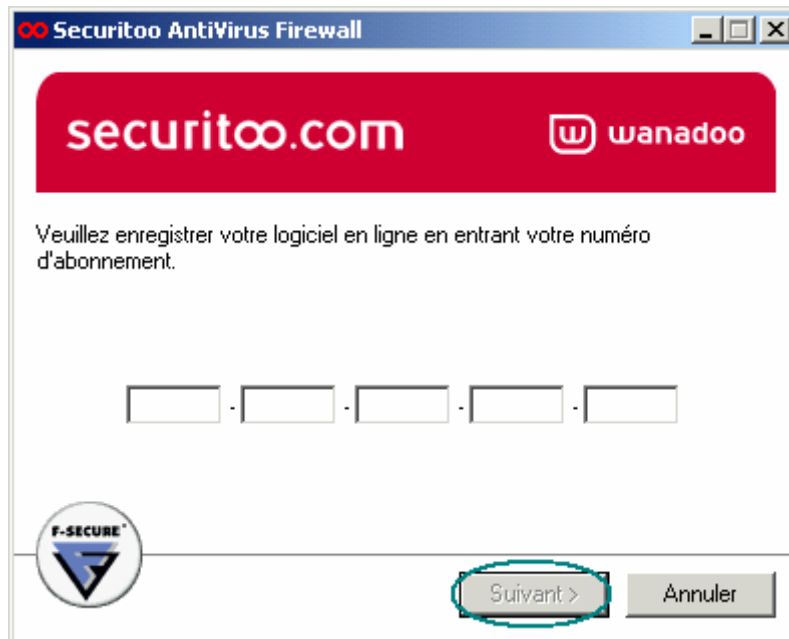 Securitoo AntiVirus Firewall
securitoo.com
wanadoo
Veuillez enregistrer votre logiciel en ligne en entrant votre numéro
d'abonnement.
- - - -
F-SECURE
Suivant >
Annuler